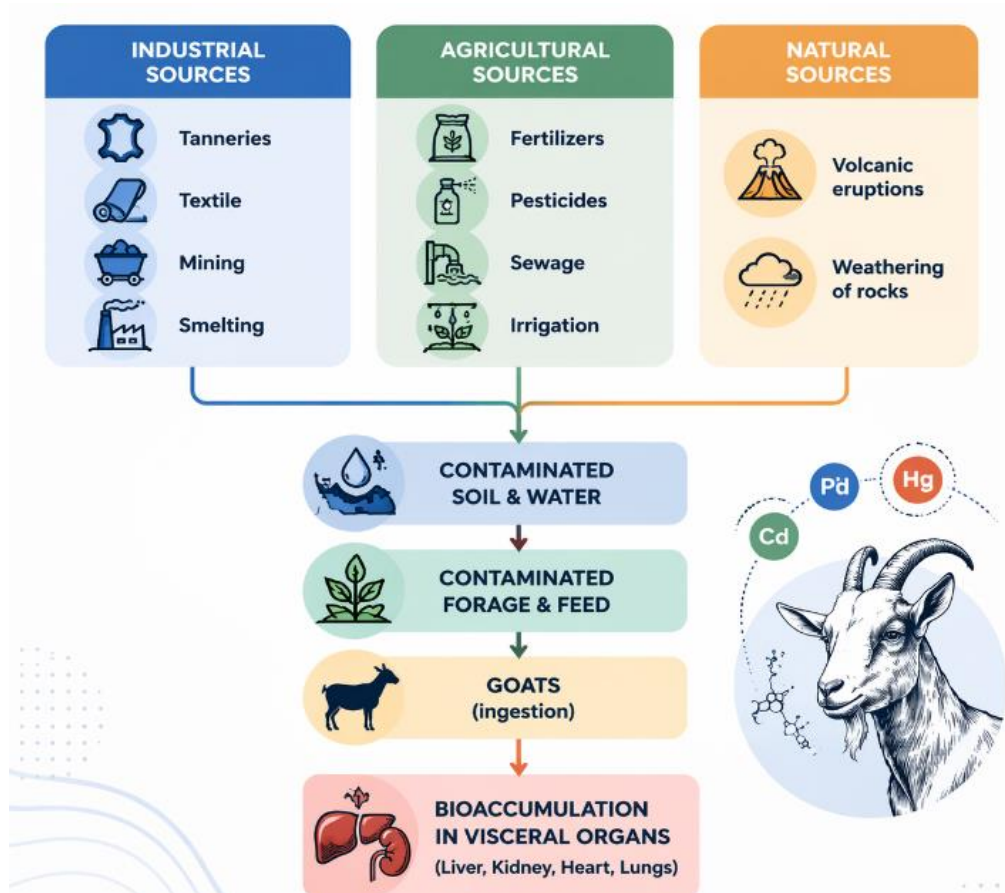 INDUSTRIAL
SOURCES
Tanneries
Textile
Mining
Smelting
AGRICULTURAL
SOURCES
Fertilizers
Pesticides
Sewage
Irrigation
NATURAL
SOURCES
Volcanic
eruptions
Weathering
of rocks
CONTAMINATED
SOIL & WATER
CONTAMINATED
FORAGE & FEED
GOATS
(ingestion)
BIOACCUMULATION
IN VISCERAL ORGANS
(Liver, Kidney, Heart, Lungs)
Cd
Hg